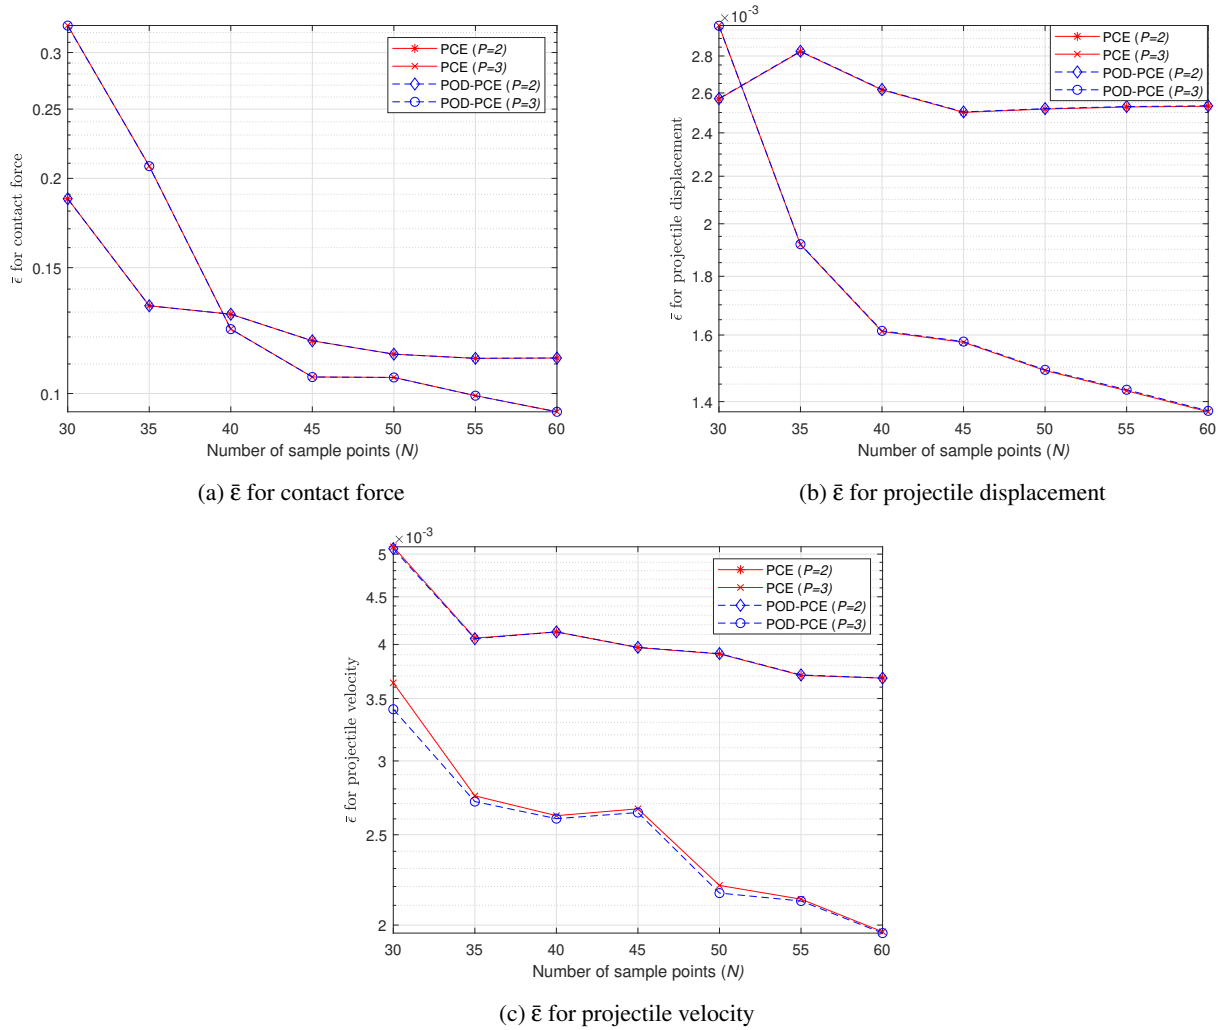 PCE (P=2)
PCE (P=3)
POD-PCE (P=2)
POD-PCE (P=3)
0.3
0.25
0.2
0.15
0.1
ε̄ for contact force
30 35 40 45 50 55 60
Number of sample points (N)
(a) ε̄ for contact force
×10⁻³
PCE (P=2)
PCE (P=3)
POD-PCE (P=2)
POD-PCE (P=3)
2.8
2.6
2.4
2.2
2
1.8
1.6
1.4
ε̄ for projectile displacement
30 35 40 45 50 55 60
Number of sample points (N)
(b) ε̄ for projectile displacement
×10⁻³
PCE (P=2)
PCE (P=3)
POD-PCE (P=2)
POD-PCE (P=3)
5
4.5
4
3.5
3
2.5
2
ε̄ for projectile velocity
30 35 40 45 50 55 60
Number of sample points (N)
(c) ε̄ for projectile velocity